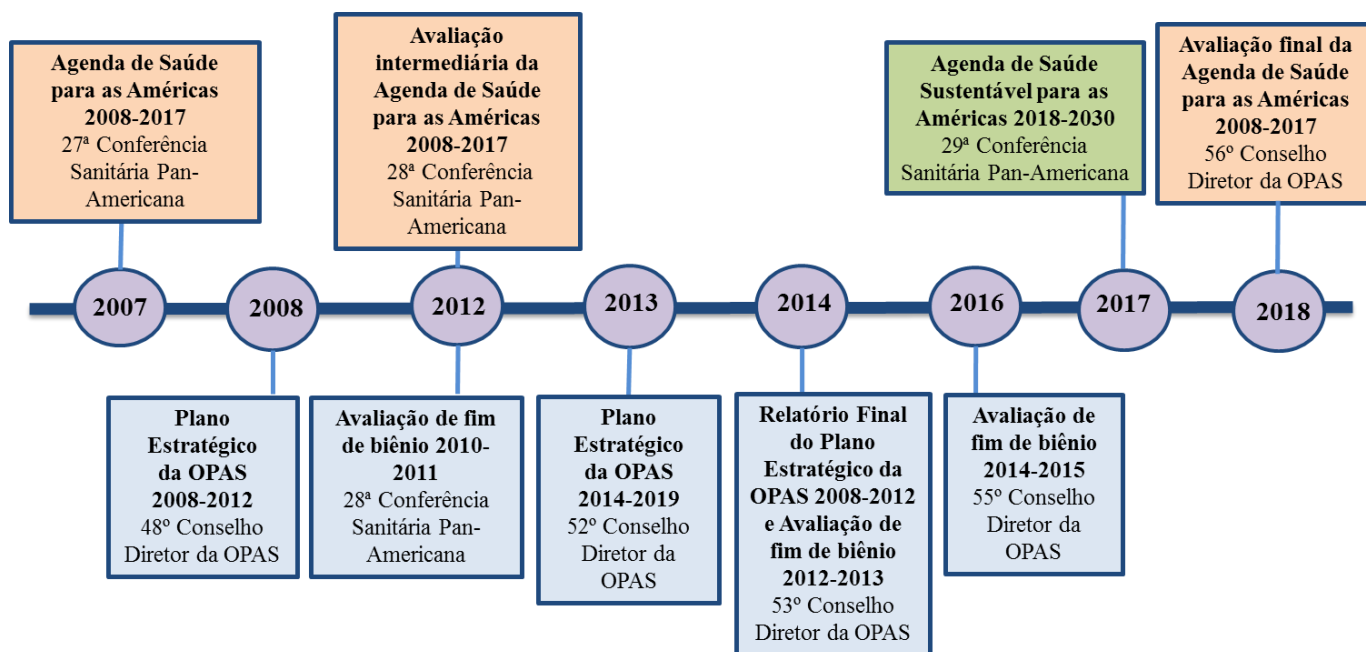 Agenda de Saúde
para as Américas
2008-2017
27ª Conferência
Sanitária Pan-
Americana
Avaliação
intermediária da
Agenda de Saúde
para as Américas
2008-2017
28ª Conferência
Sanitária Pan-
Americana
Agenda de Saúde
Sustentável para as
Américas 2018-2030
29ª Conferência
Sanitária Pan-Americana
Avaliação final da
Agenda de Saúde
para as Américas
2008-2017
56º Conselho
Diretor da OPAS
2007
2008
2012
2013
2014
2016
2017
2018
Plano
Estratégico
da OPAS
2008-2012
48º Conselho
Diretor da OPAS
Avaliação de fim
de biênio 2010-
2011
28ª Conferência
Sanitária Pan-
Americana
Plano
Estratégico
da OPAS
2014-2019
52º Conselho
Diretor da
OPAS
Relatório Final
do Plano
Estratégico da
OPAS 2008-2012
e Avaliação de
fim de biênio
2012-2013
53º Conselho
Diretor da OPAS
Avaliação de
fim de biênio
2014-2015
55º Conselho
Diretor da
OPAS